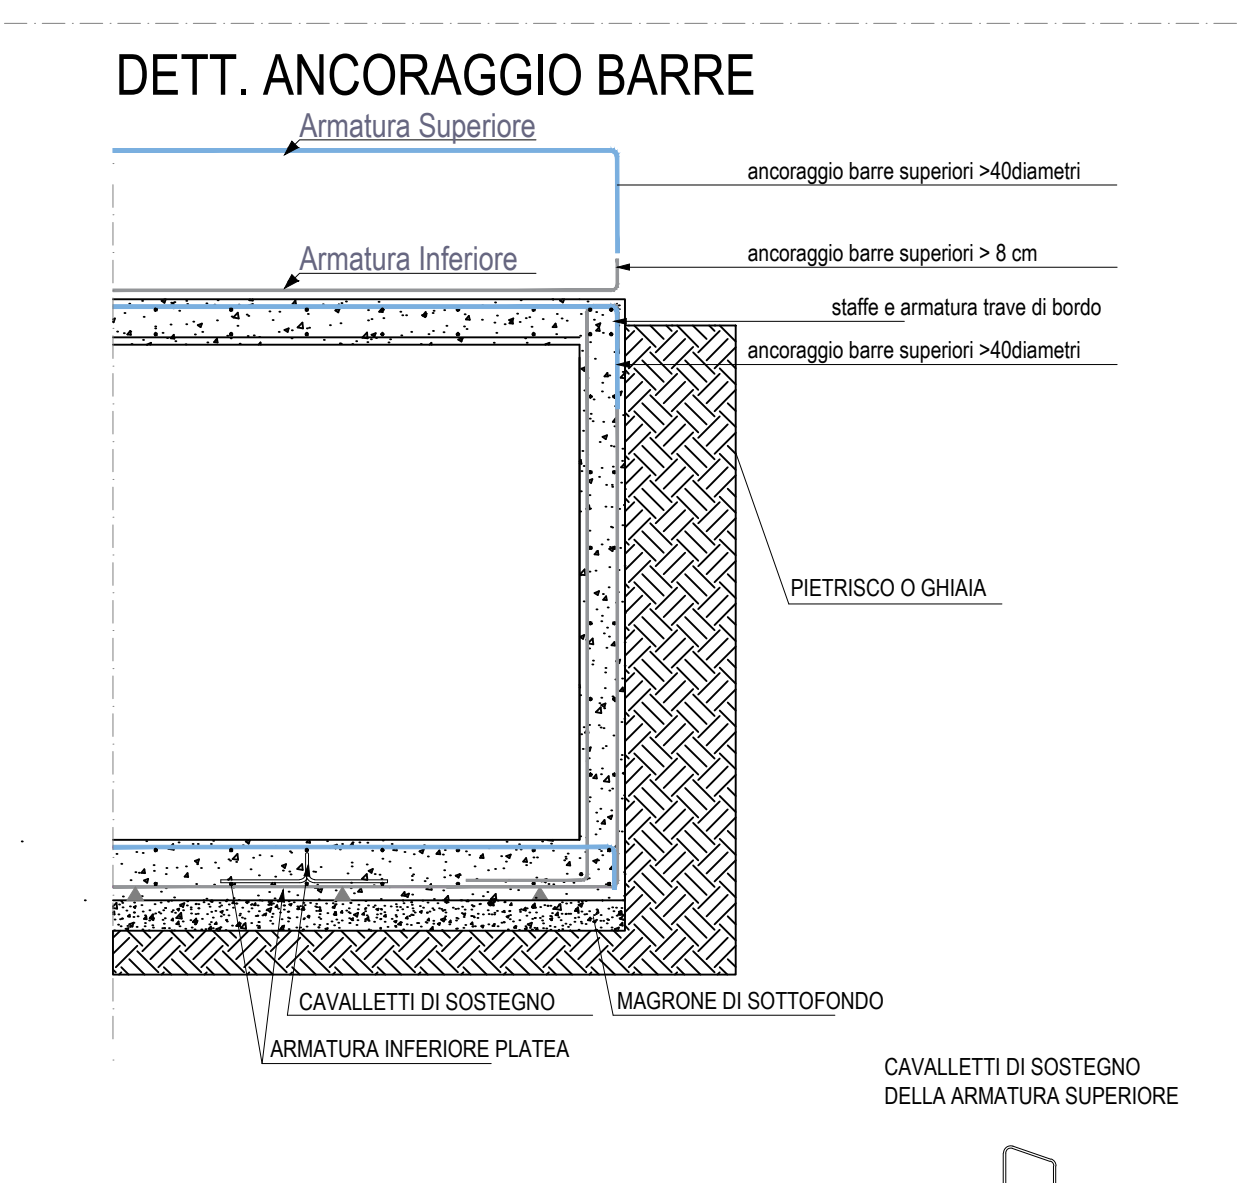 DETT. ANCORAGGIO BARRE
Armatura Superiore
ancoraggio barre superiori >40diametri
Armatura Inferiore
ancoraggio barre superiori > 8 cm
staffe e armatura trave di bordo
ancoraggio barre superiori >40diametri
PIETRISCO O GHIAIA
CAVALLETTI DI SOSTEGNO
MAGRONE DI SOTTOFONDO
ARMATURA INFERIORE PLATEA
CAVALLETTI DI SOSTEGNO
DELLA ARMATURA SUPERIORE